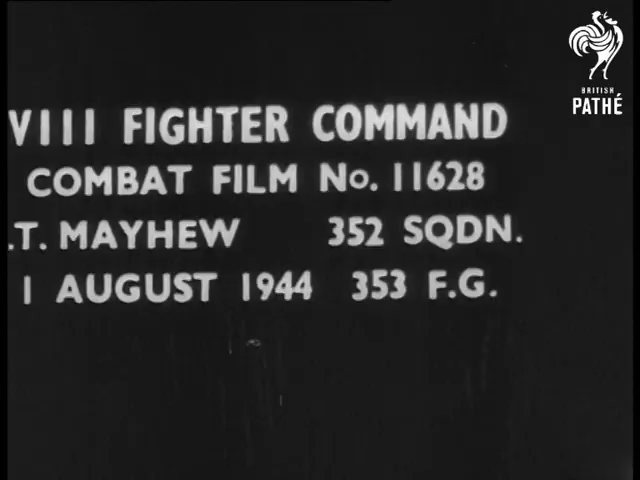 BRITISH
PATHÉ
VIII FIGHTER COMMAND
COMBAT FILM No. 11628
.T. MAYHEW 352 SQDN.
1 AUGUST 1944 353 F.G.